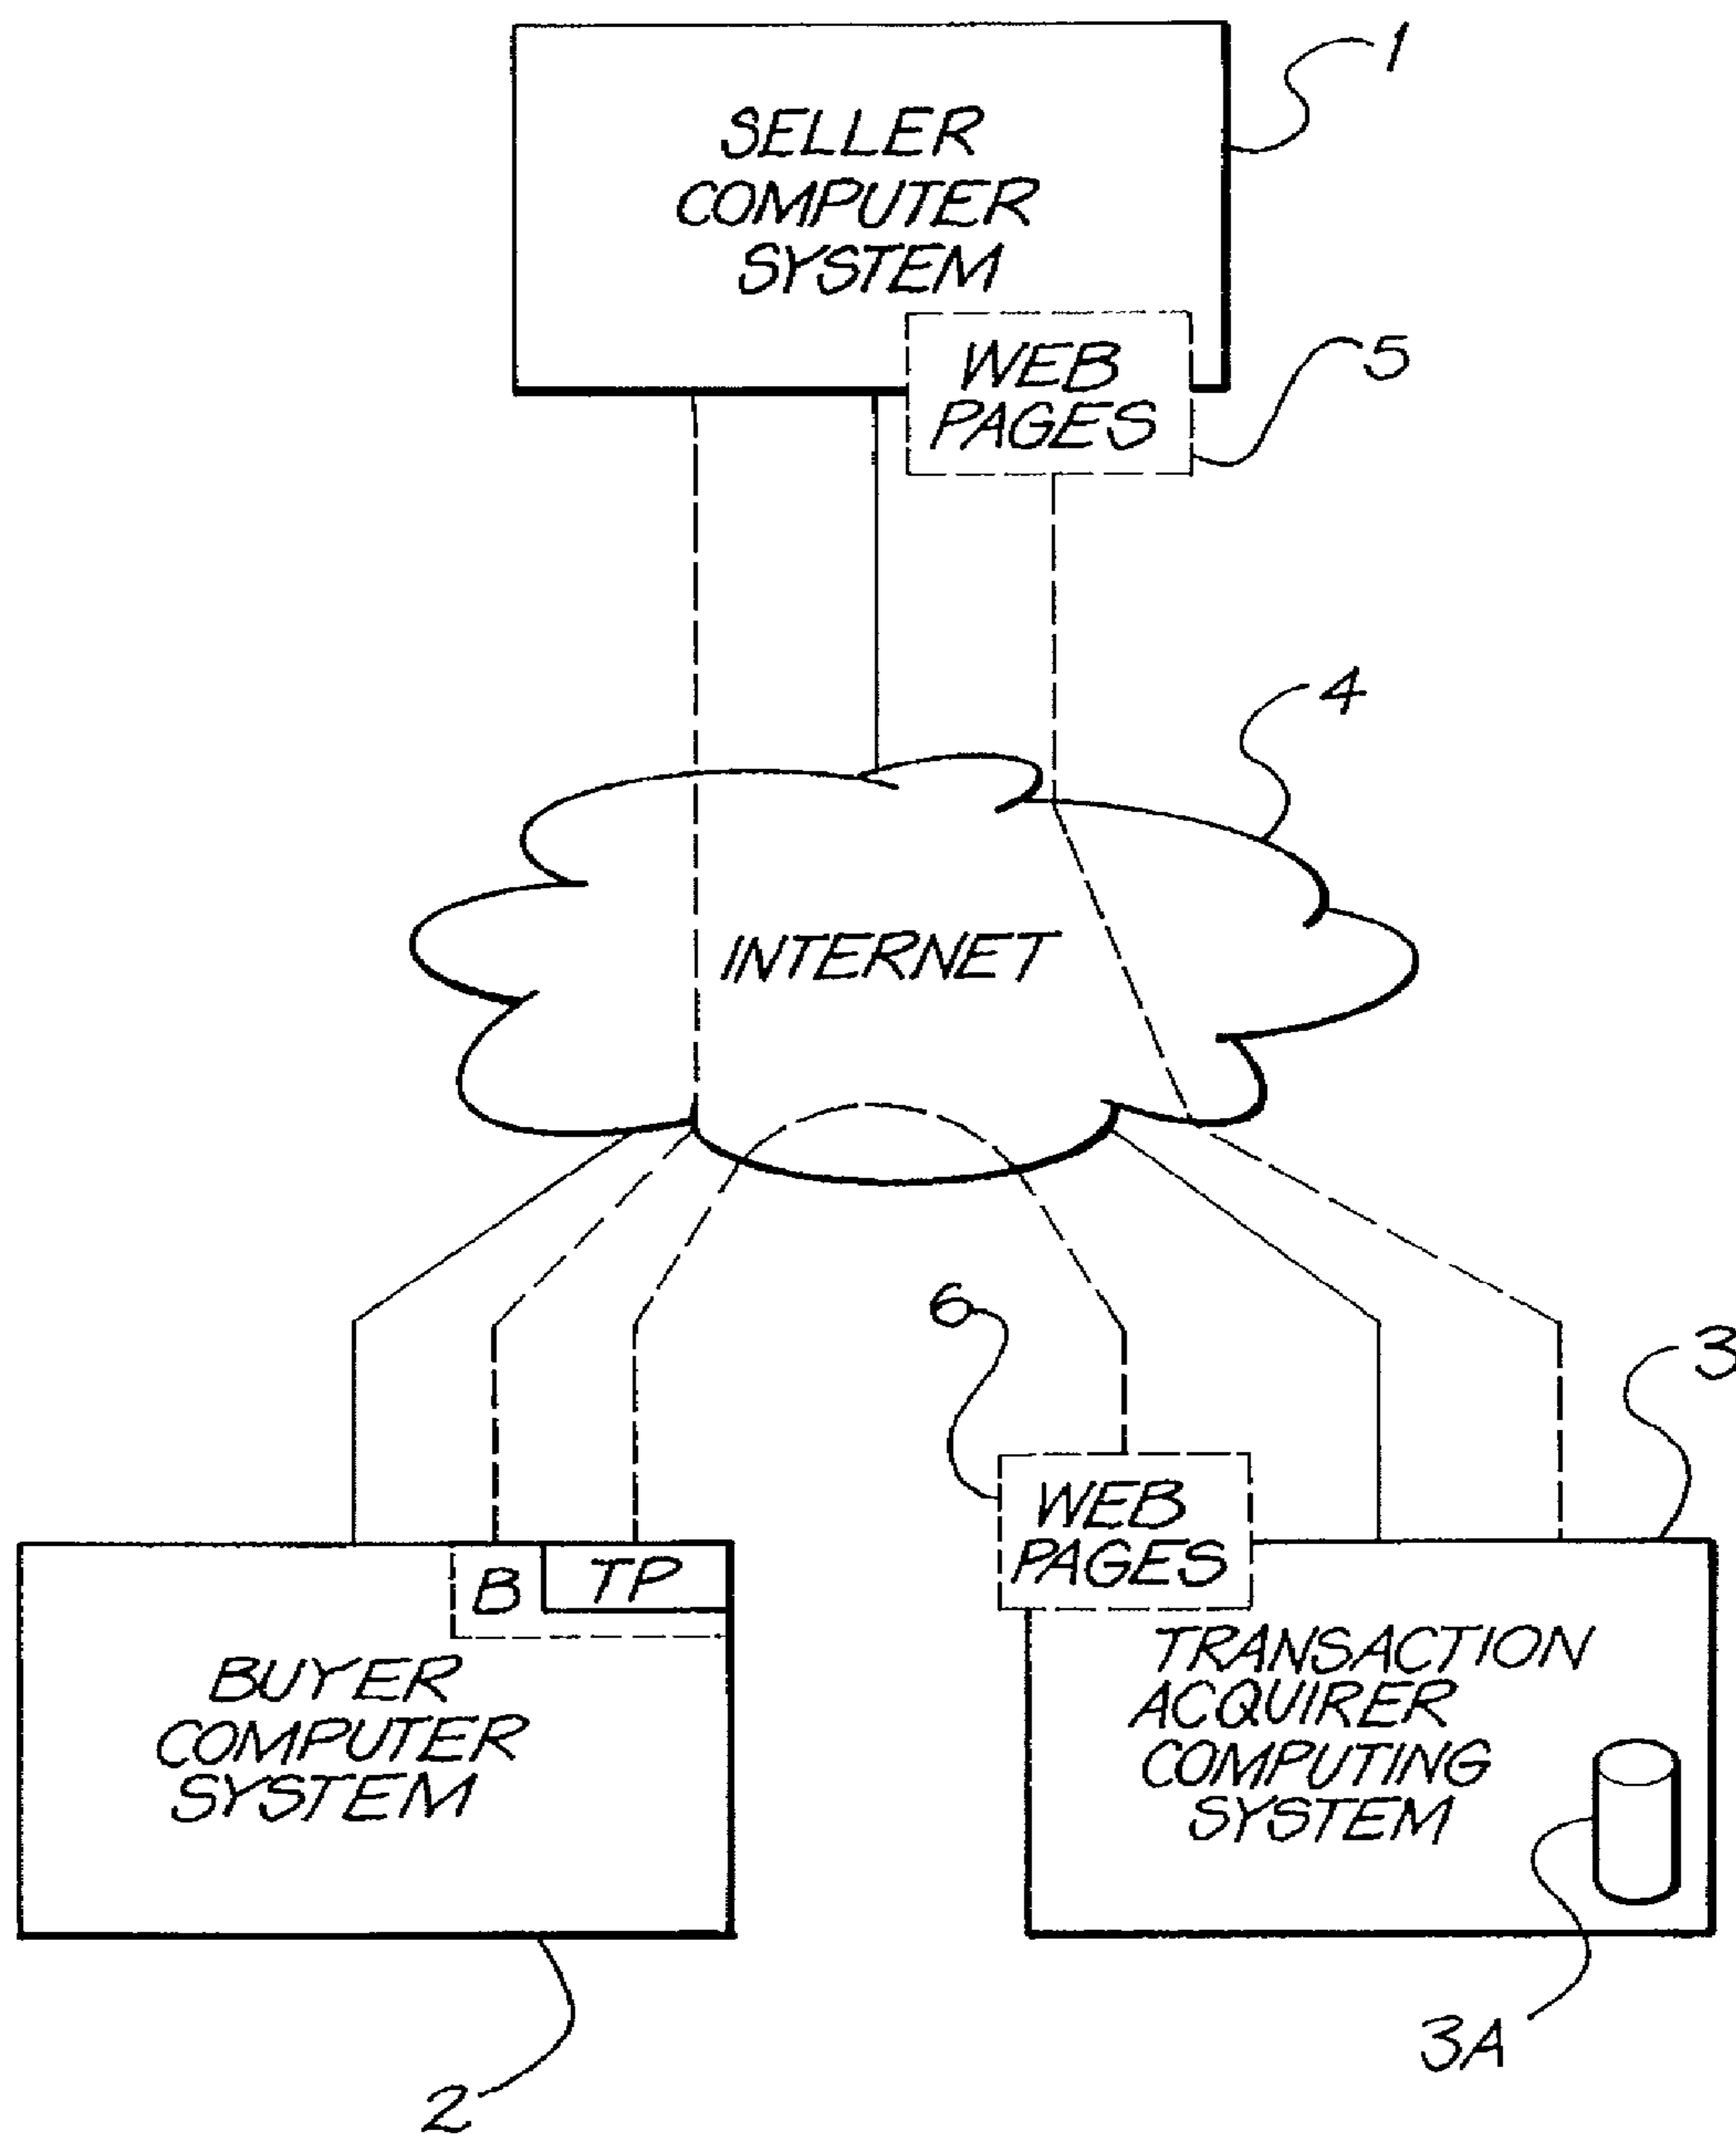 1
SELLER
COMPUTER
SYSTEM
WEB
PAGES
5
4
INTERNET
6
3
WEB
PAGES
B
TP
BUYER
COMPUTER
SYSTEM
TRANSACTION
ACQUIRER
COMPUTING
SYSTEM
3A
2